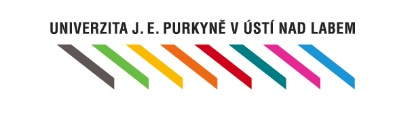 UNIVERZITA J. E. PURKYNĚ V ÚSTÍ NAD LABEM